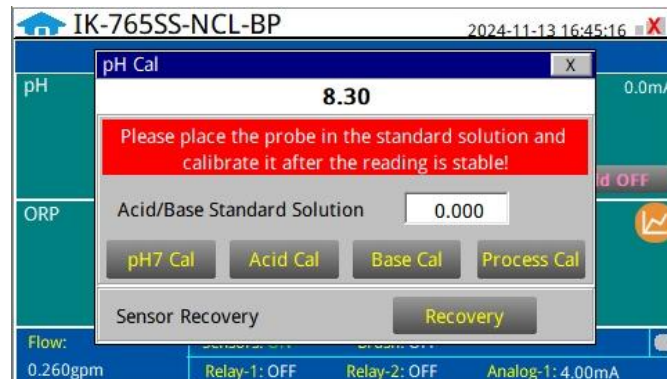 IK-765SS-NCL-BP
2024-11-13 16:45:16
X
pH Cal
X
pH
0.0m
8.30
Please place the probe in the standard solution and
calibrate it after the reading is stable!
OFF
ORP
Acid/Base Standard Solution
0.000
pH7 Cal
Acid Cal
Base Cal
Process Cal
Sensor Recovery
Recovery
Flow:
0.260gpm
Relay-1: OFF
Relay-2: OFF
Analog-1: 4.00mA